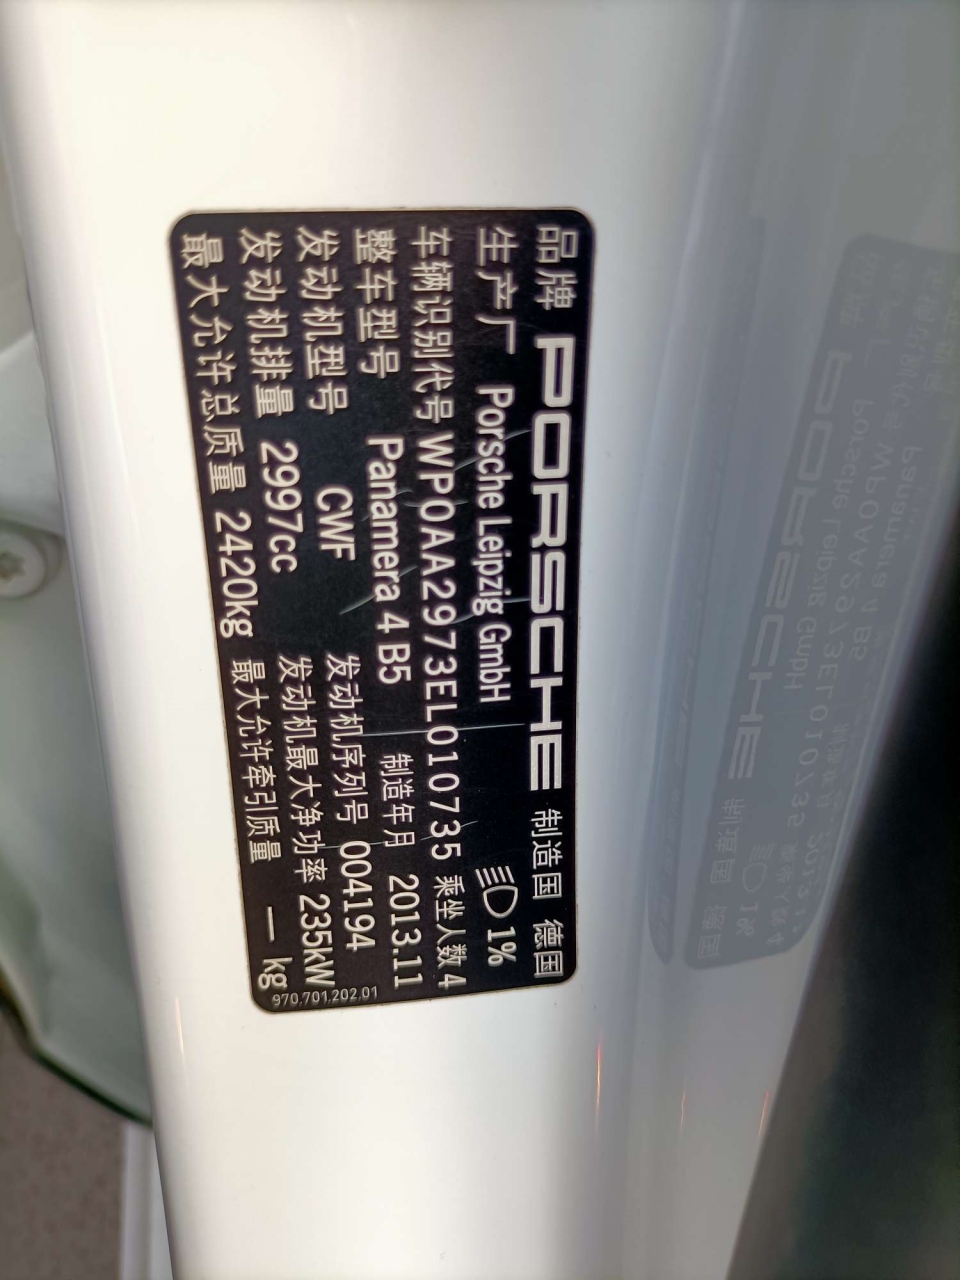 品牌 PORSCHE 制造国 德国
生产厂 Porsche Leipzig GmbH 1%
车辆识别代号 WP0AA2973EL010735 乘坐人数 4
整车型号 Panamera 4 B5 制造年月 2013.11
发动机型号 CWF 发动机序列号 004194
发动机排量 2997cc 发动机最大净功率 235kW
最大允许总质量 2420kg 最大允许牵引质量 — kg
970.701.202.01